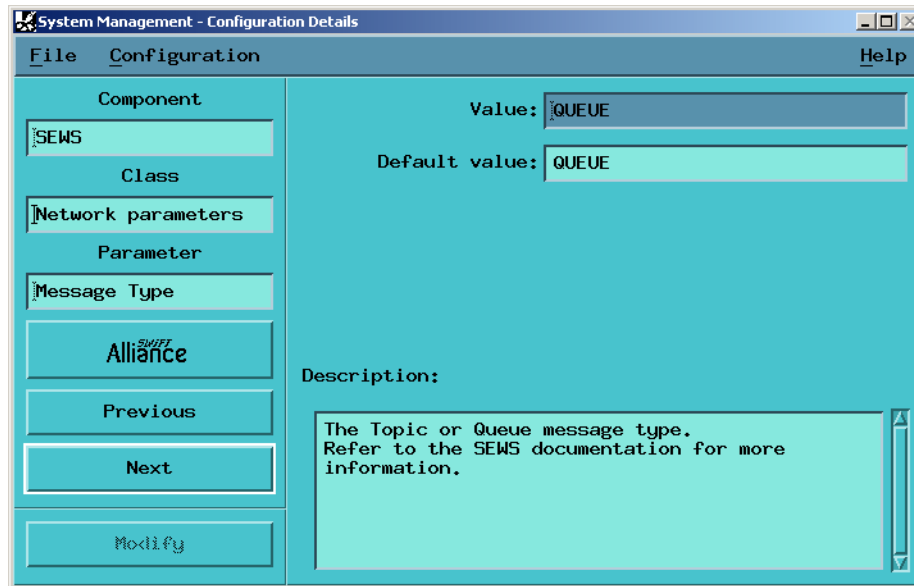 System Management - Configuration Details
File Configuration Help
Component
SEWS
Class
Network parameters
Parameter
Message Type
SWIFT
Alliance
Previous
Next
Modify
Value: QUEUE
Default value: QUEUE
Description:
The Topic or Queue message type.
Refer to the SEWS documentation for more
information.